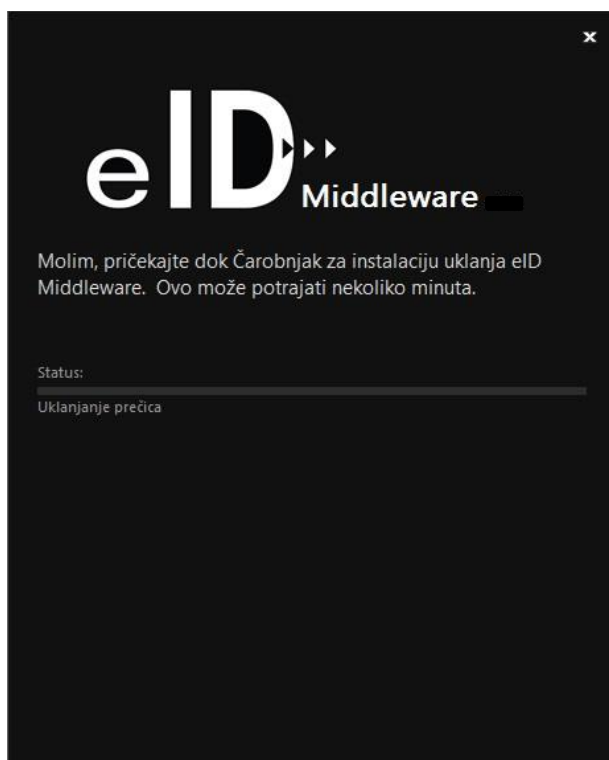 eID
Middleware
Molim, pričekajte dok Čarobnjak za instalaciju uklanja eID
Middleware.  Ovo može potrajati nekoliko minuta.
Status:
Uklanjanje prečica